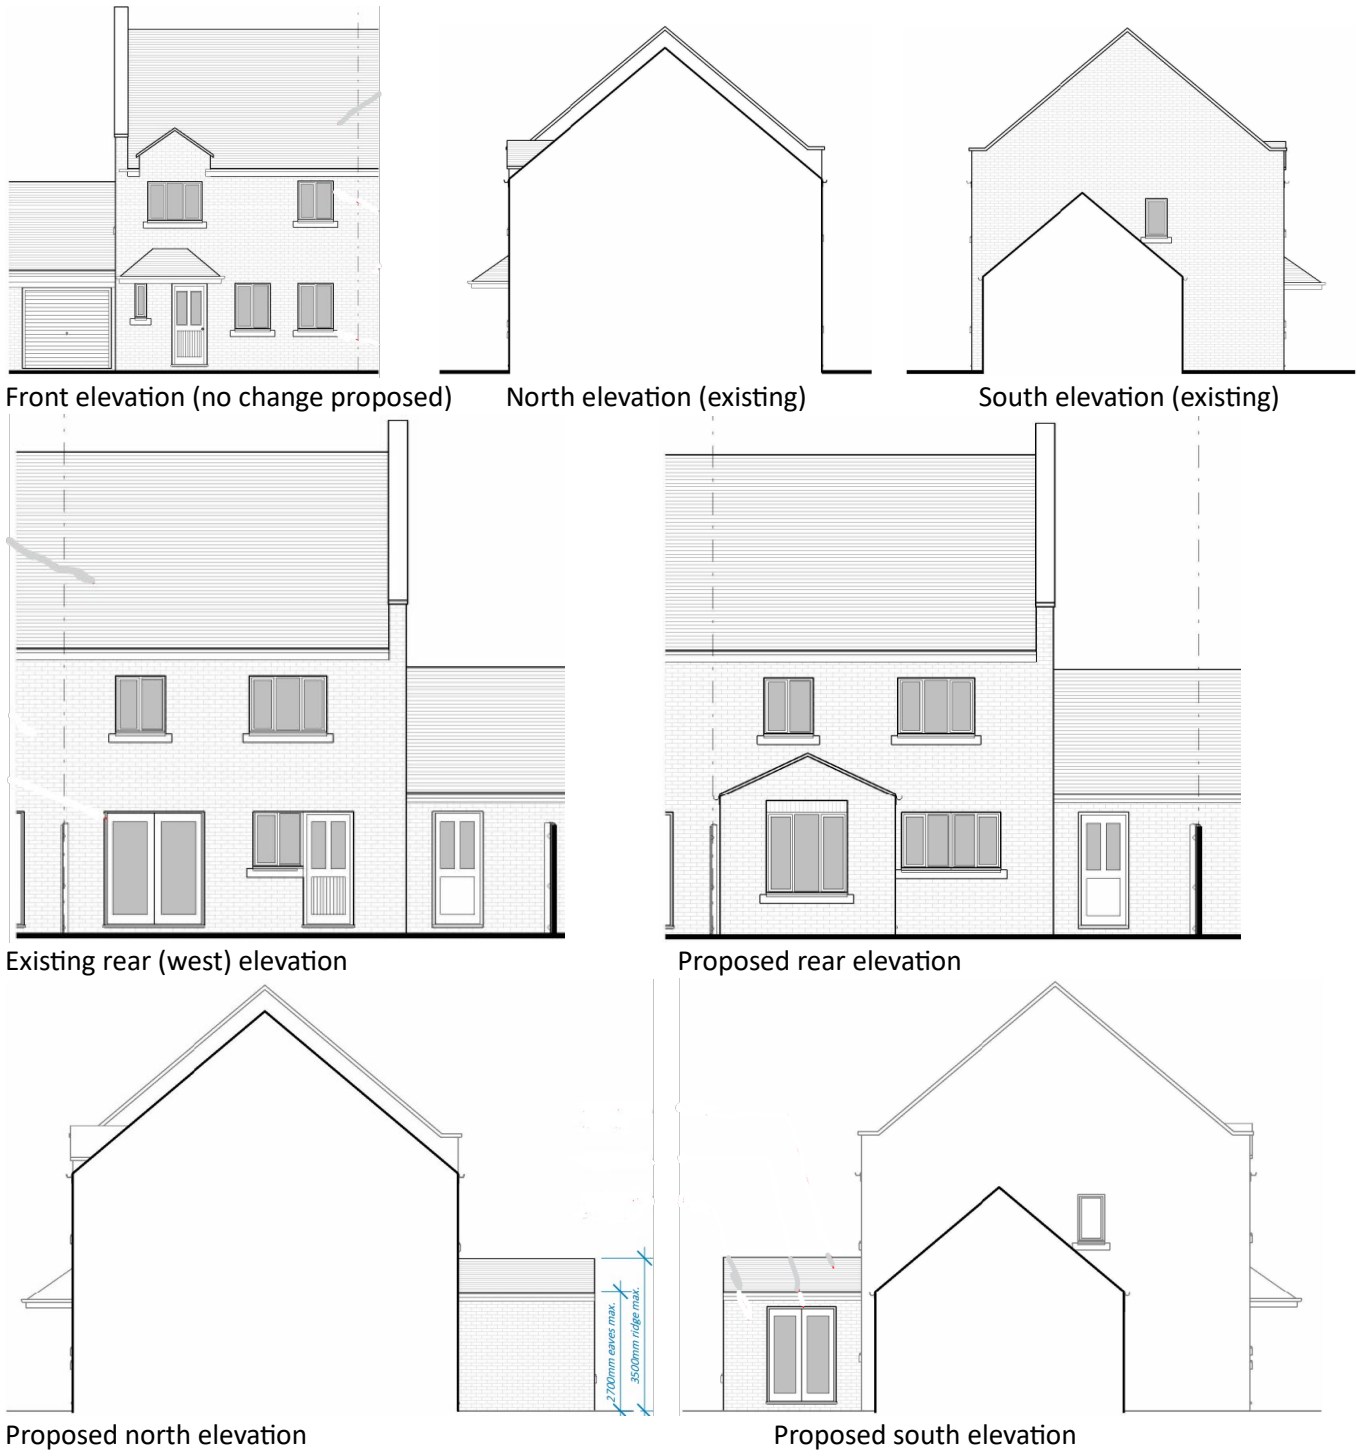 Front elevation (no change proposed)
North elevation (existing)
South elevation (existing)
Existing rear (west) elevation
Proposed rear elevation
2700mm eaves max.
3500mm ridge max.
Proposed north elevation
Proposed south elevation